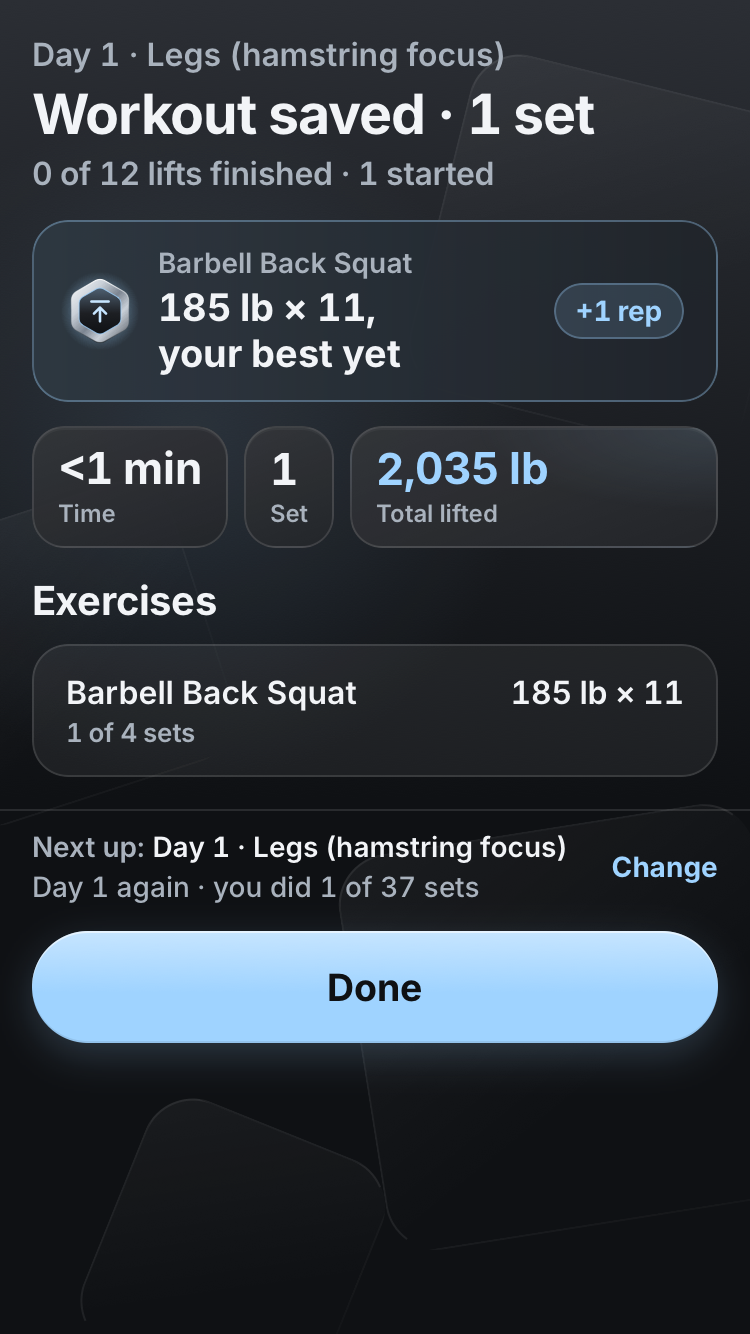 Day 1 · Legs (hamstring focus)
Workout saved · 1 set
0 of 12 lifts finished · 1 started
Barbell Back Squat
185 lb × 11,
your best yet
+1 rep
<1 min
Time
1
Set
2,035 lb
Total lifted
Exercises
Barbell Back Squat
185 lb × 11
1 of 4 sets
Next up: Day 1 · Legs (hamstring focus)
Day 1 again · you did 1 of 37 sets
Change
Done